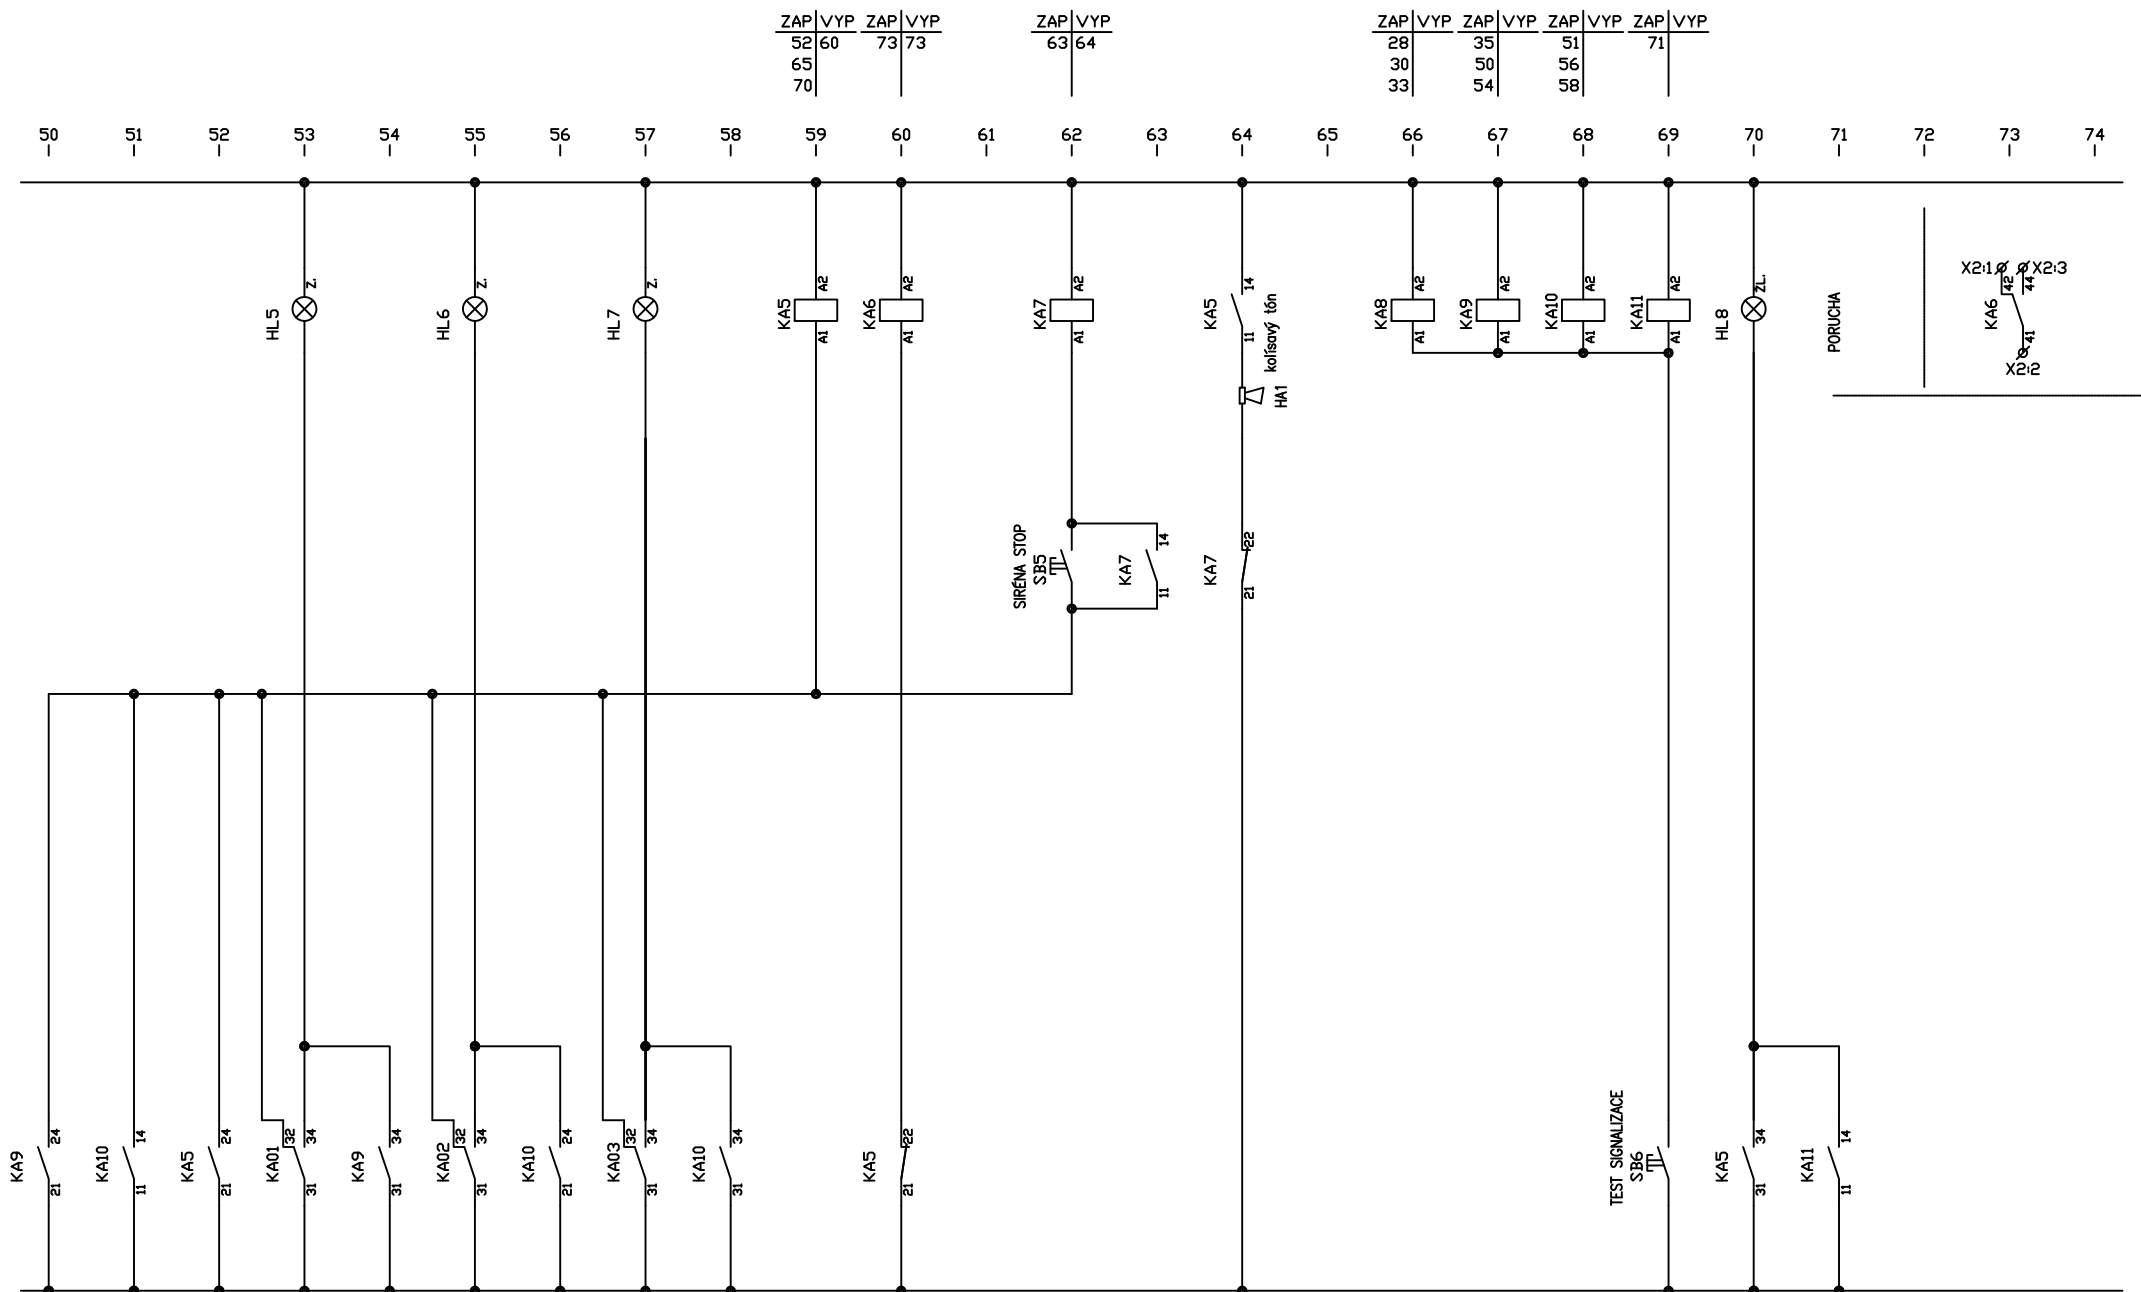 ZAP VYP ZAP VYP ZAP VYP ZAP VYP ZAP VYP ZAP VYP ZAP VYP
52 60 73 73 63 64 28 35 51 71
65 30 50 56
70 33 54 58
50 51 52 53 54 55 56 57 58 59 60 61 62 63 64 65 66 67 68 69 70 71 72 73 74
HL5 Z.
HL6 Z.
HL7 Z.
KA5 A2 A1
KA6 A2 A1
KA7 A2 A1
KA5 14 11
kolísavý tón
HA1
KA8 A2 A1
KA9 A2 A1
KA10 A2 A1
KA11 A2 A1
HL8 ZL.
PORUCHA
X2:1 X2:3
KA6 42 44 41
X2:2
SIRÉNA STOP
SB5
KA7 14 11
KA7 22 21
KA9 24 21
KA10 14 11
KA5 24 21
KA01 32 34 31
KA9 34 31
KA02 32 34 31
KA10 24 21
KA03 32 34 31
KA10 34 31
KA5 22 21
TEST SIGNALIZACE
SB6
KA5 34 31
KA11 14 11